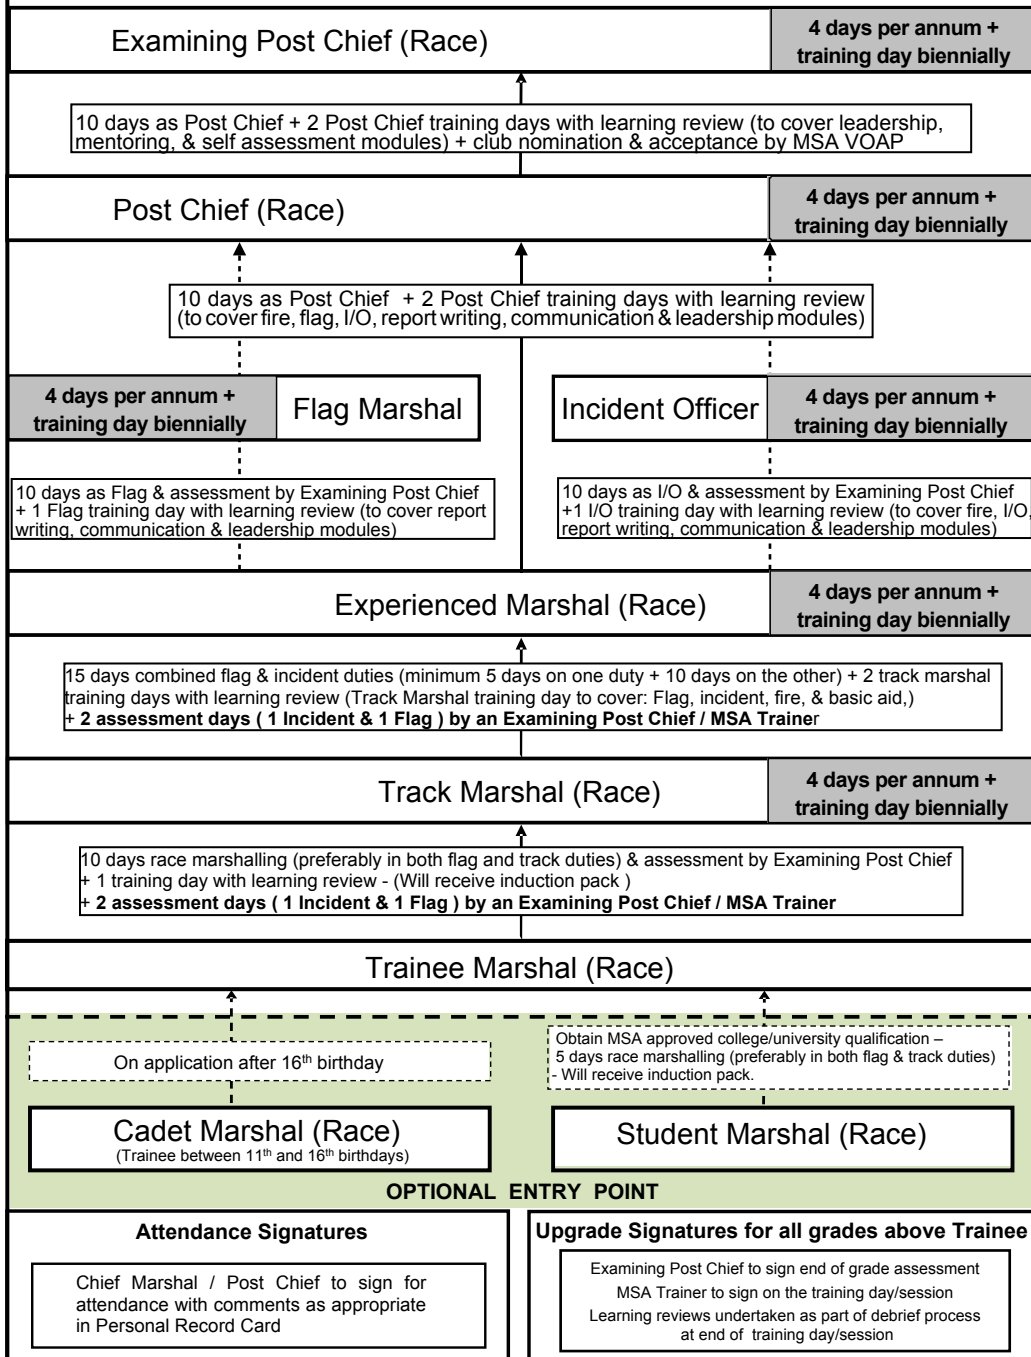 Examining Post Chief (Race)
4 days per annum +
training day biennially
10 days as Post Chief + 2 Post Chief training days with learning review (to cover leadership,
mentoring, & self assessment modules) + club nomination & acceptance by MSA VOAP
Post Chief (Race)
4 days per annum +
training day biennially
10 days as Post Chief + 2 Post Chief training days with learning review
(to cover fire, flag, I/O, report writing, communication & leadership modules)
4 days per annum +
training day biennially
Flag Marshal
Incident Officer
4 days per annum +
training day biennially
10 days as Flag & assessment by Examining Post Chief
+ 1 Flag training day with learning review (to cover report
writing, communication & leadership modules)
10 days as I/O & assessment by Examining Post Chief
+1 I/O training day with learning review (to cover fire, I/O,
report writing, communication & leadership modules)
Experienced Marshal (Race)
4 days per annum +
training day biennially
15 days combined flag & incident duties (minimum 5 days on one duty + 10 days on the other) + 2 track marshal
training days with learning review (Track Marshal training day to cover: Flag, incident, fire, & basic aid,)
+ 2 assessment days ( 1 Incident & 1 Flag ) by an Examining Post Chief / MSA Trainer
Track Marshal (Race)
4 days per annum +
training day biennially
10 days race marshalling (preferably in both flag and track duties) & assessment by Examining Post Chief
+ 1 training day with learning review - (Will receive induction pack )
+ 2 assessment days ( 1 Incident & 1 Flag ) by an Examining Post Chief / MSA Trainer
Trainee Marshal (Race)
On application after 16th birthday
Obtain MSA approved college/university qualification –
5 days race marshalling (preferably in both flag & track duties)
- Will receive induction pack.
Cadet Marshal (Race)
(Trainee between 11th and 16th birthdays)
Student Marshal (Race)
OPTIONAL ENTRY POINT
Attendance Signatures
Chief Marshal / Post Chief to sign for
attendance with comments as appropriate
in Personal Record Card
Upgrade Signatures for all grades above Trainee
Examining Post Chief to sign end of grade assessment
MSA Trainer to sign on the training day/session
Learning reviews undertaken as part of debrief process
at end of training day/session